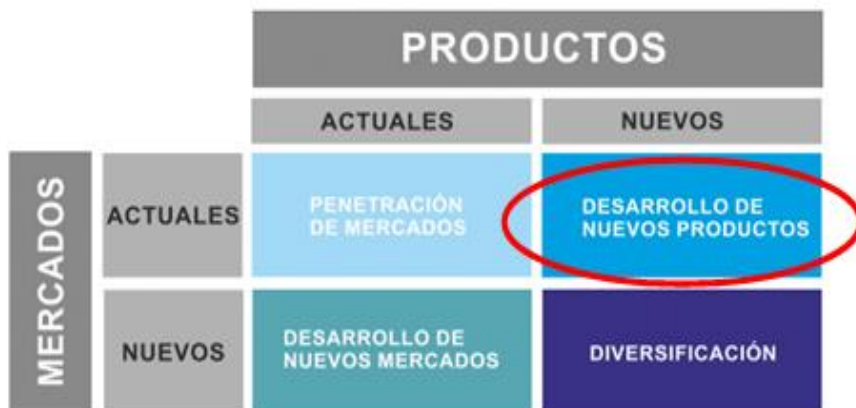 PRODUCTOS
ACTUALES
NUEVOS
MERCADOS
ACTUALES
PENETRACIÓN
DE MERCADOS
DESARROLLO DE
NUEVOS PRODUCTOS
NUEVOS
DESARROLLO DE
NUEVOS MERCADOS
DIVERSIFICACIÓN